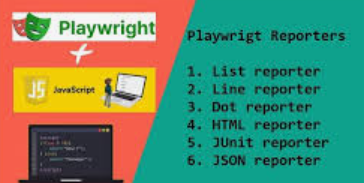 Playwright
+
JS JavaScript
Playwrigt Reporters
1. List reporter
2. Line reporter
3. Dot reporter
4. HTML reporter
5. JUnit reporter
6. JSON reporter